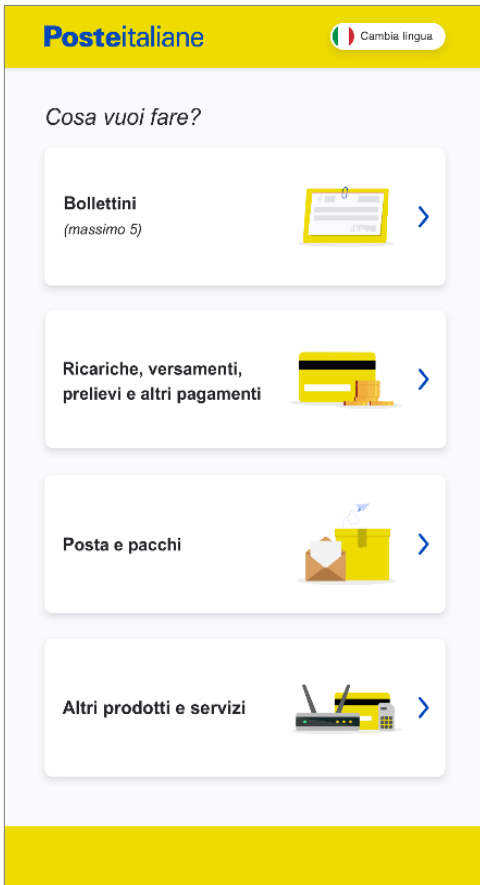 Posteitaliane
Cambia lingua
Cosa vuoi fare?
Bollettini
(massimo 5)
Ricariche, versamenti,
prelievi e altri pagamenti
Posta e pacchi
Altri prodotti e servizi